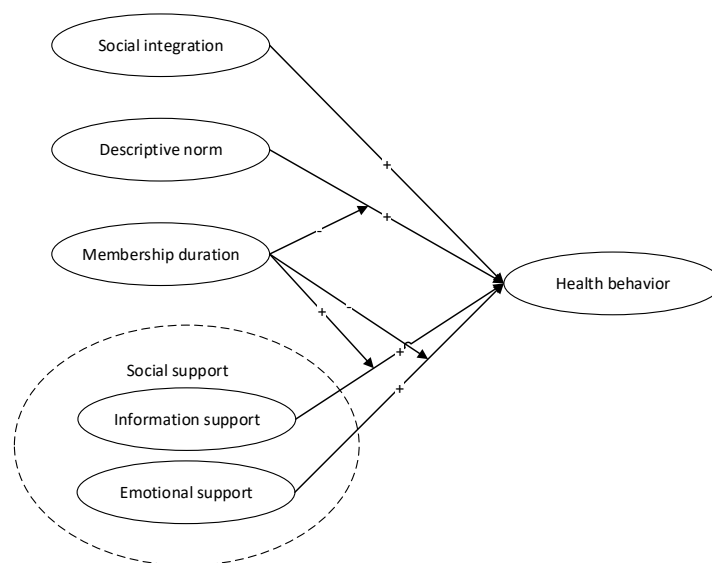 Social integration
+
Descriptive norm
+
-
Membership duration
-
+
Health behavior
+
Social support
+
Information support
Emotional support